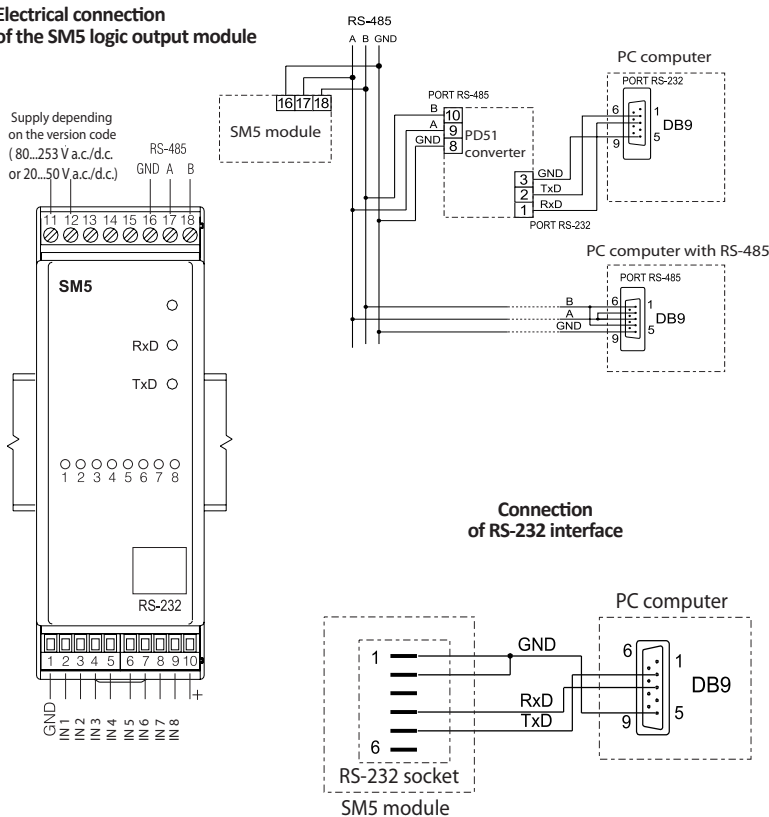 Electrical connection
of the SM5 logic output module
Supply depending
on the version code
( 80...253 V a.c./d.c.
or 20...50 V a.c./d.c.)
RS-485
GND A B
11 12 13 14 15 16 17 18
SM5
RxD
TxD
1 2 3 4 5 6 7 8
RS-232
1 2 3 4 5 6 7 8 9 10
GND
IN 1
IN 2
IN 3
IN 4
IN 5
IN 6
IN 7
IN 8
+
RS-485
A B GND
16 17 18
SM5 module
PORT RS-485
B 10
A 9
GND 8
PD51
converter
3 GND
2 TxD
1 RxD
PORT RS-232
PC computer
PORT RS-232
6 1
DB9
9 5
PC computer with RS-485
PORT RS-485
B
A
GND
6 1
DB9
9 5
Connection
of RS-232 interface
1
6
GND
RxD
TxD
RS-232 socket
SM5 module
PC computer
6 1
DB9
9 5